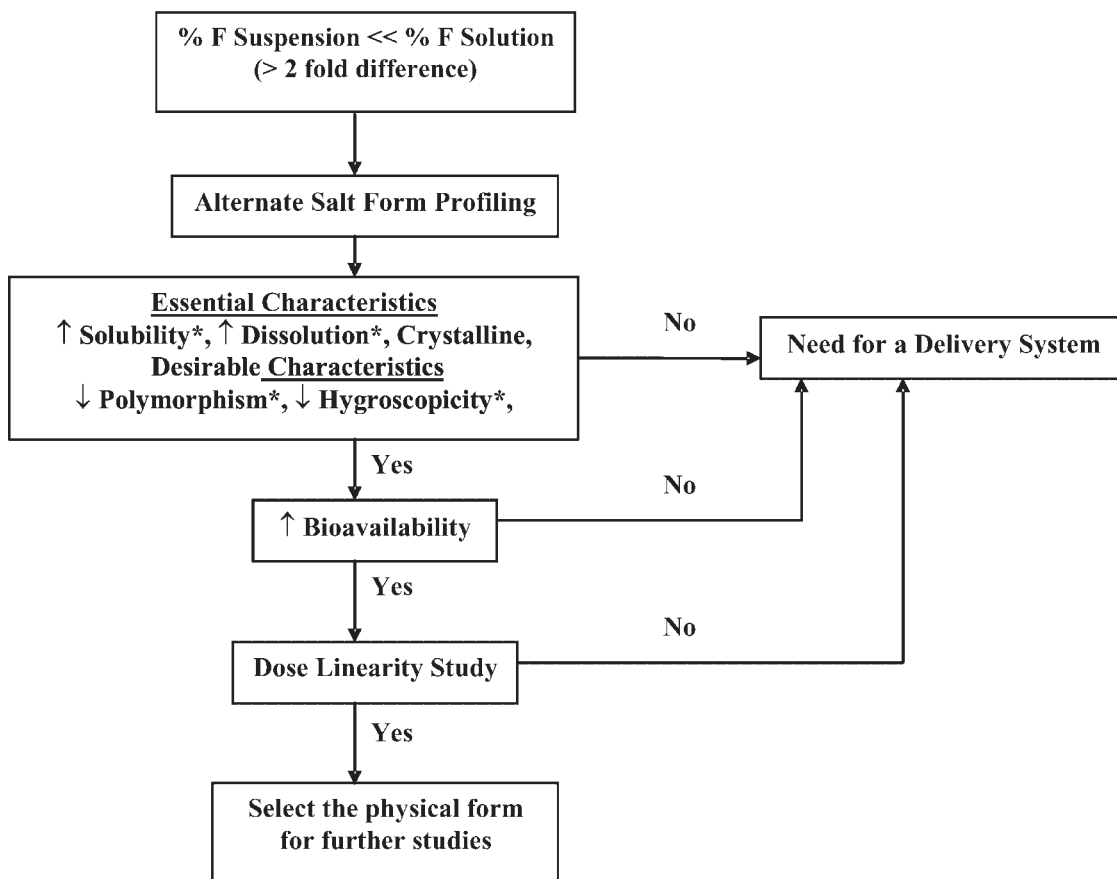 % F Suspension << % F Solution
(> 2 fold difference)
Alternate Salt Form Profiling
Essential Characteristics
↑ Solubility*, ↑ Dissolution*, Crystalline,
Desirable Characteristics
↓ Polymorphism*, ↓ Hygroscopicity*,
No
Need for a Delivery System
Yes
↑ Bioavailability
No
Yes
Dose Linearity Study
No
Yes
Select the physical form
for further studies